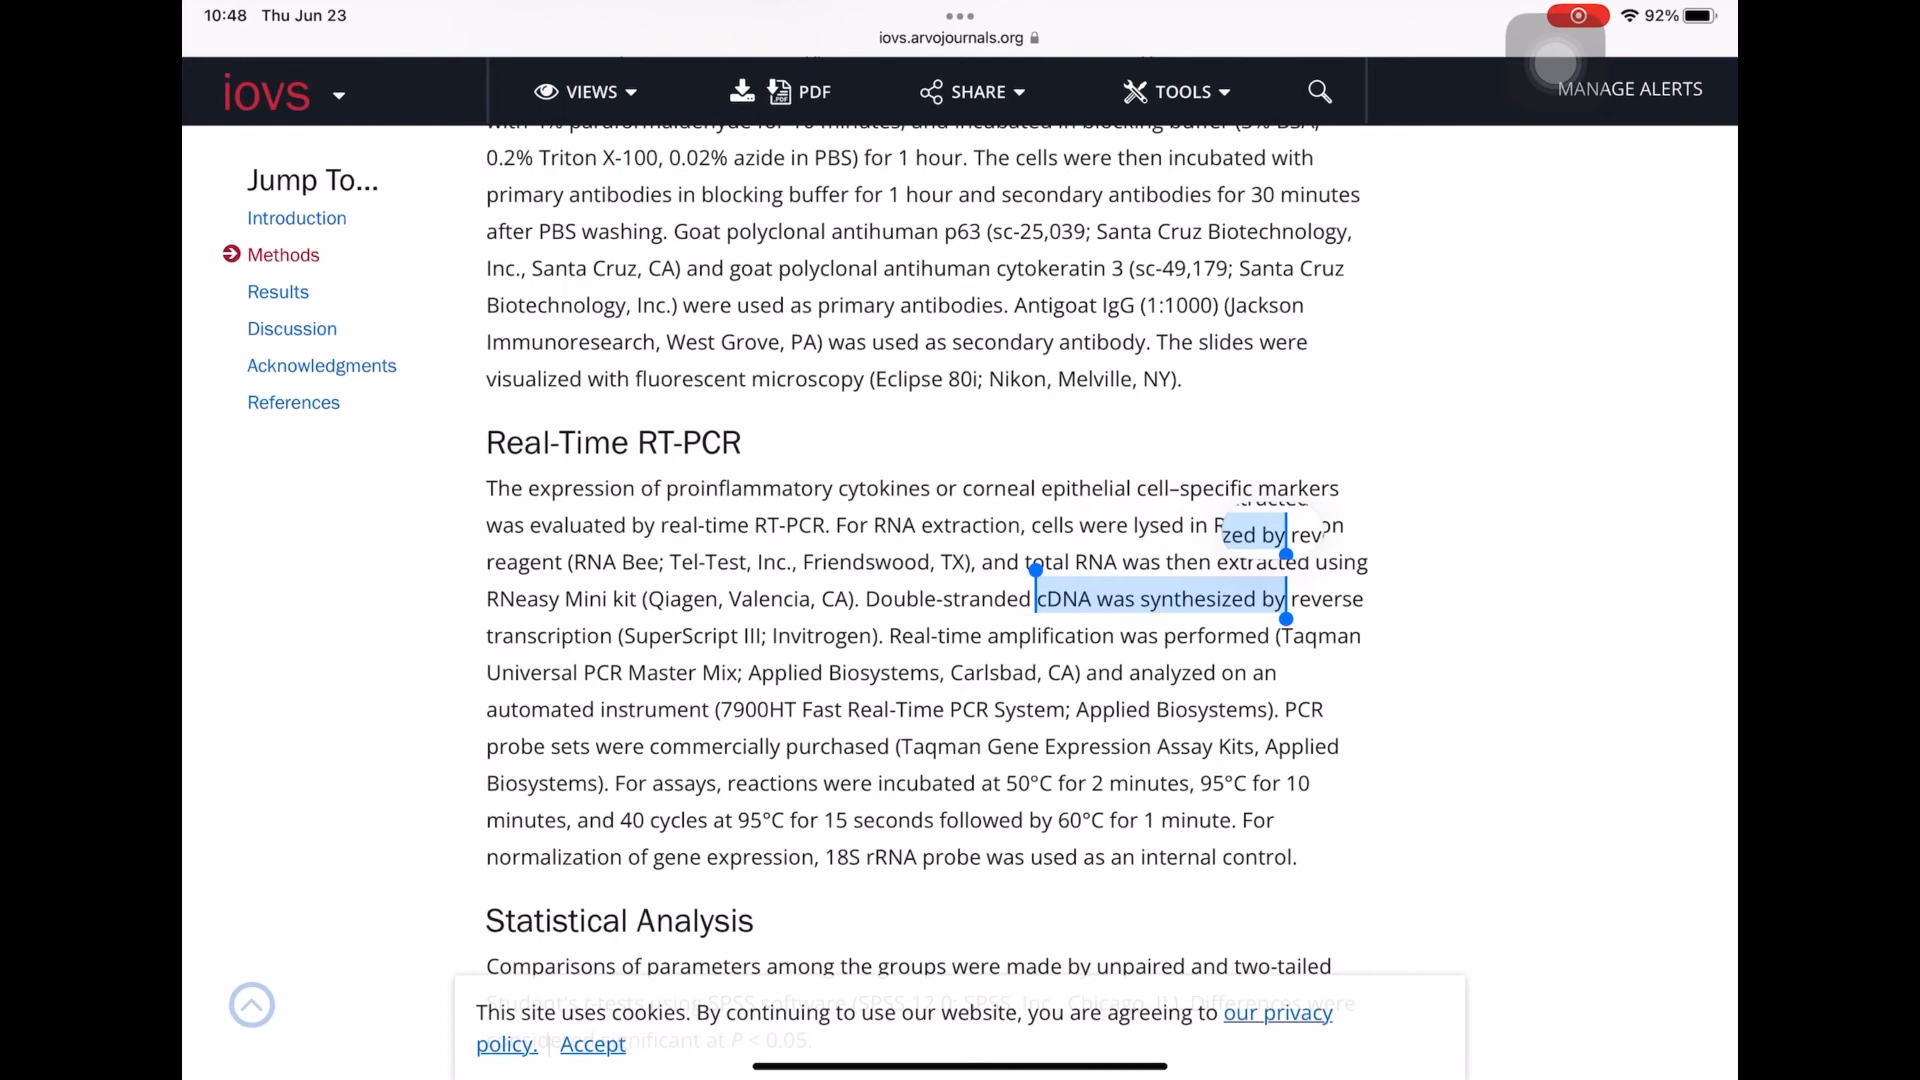 10:48 Thu Jun 23
92%
iovs.arvojournals.org
iovs
VIEWS
PDF
SHARE
TOOLS
MANAGE ALERTS
Jump To...
Introduction
Methods
Results
Discussion
Acknowledgments
References
0.2% Triton X-100, 0.02% azide in PBS) for 1 hour. The cells were then incubated with
primary antibodies in blocking buffer for 1 hour and secondary antibodies for 30 minutes
after PBS washing. Goat polyclonal antihuman p63 (sc-25,039; Santa Cruz Biotechnology,
Inc., Santa Cruz, CA) and goat polyclonal antihuman cytokeratin 3 (sc-49,179; Santa Cruz
Biotechnology, Inc.) were used as primary antibodies. Antigoat IgG (1:1000) (Jackson
Immunoresearch, West Grove, PA) was used as secondary antibody. The slides were
visualized with fluorescent microscopy (Eclipse 80i; Nikon, Melville, NY).
Real-Time RT-PCR
The expression of proinflammatory cytokines or corneal epithelial cell–specific markers
was evaluated by real-time RT-PCR. For RNA extraction, cells were lysed in
zed by rev
reagent (RNA Bee; Tel-Test, Inc., Friendswood, TX), and total RNA was then extracted using
RNeasy Mini kit (Qiagen, Valencia, CA). Double-stranded cDNA was synthesized by reverse
transcription (SuperScript III; Invitrogen). Real-time amplification was performed (Taqman
Universal PCR Master Mix; Applied Biosystems, Carlsbad, CA) and analyzed on an
automated instrument (7900HT Fast Real-Time PCR System; Applied Biosystems). PCR
probe sets were commercially purchased (Taqman Gene Expression Assay Kits, Applied
Biosystems). For assays, reactions were incubated at 50°C for 2 minutes, 95°C for 10
minutes, and 40 cycles at 95°C for 15 seconds followed by 60°C for 1 minute. For
normalization of gene expression, 18S rRNA probe was used as an internal control.
Statistical Analysis
Comparisons of parameters among the groups were made by unpaired and two-tailed
This site uses cookies. By continuing to use our website, you are agreeing to our privacy
policy. | Accept